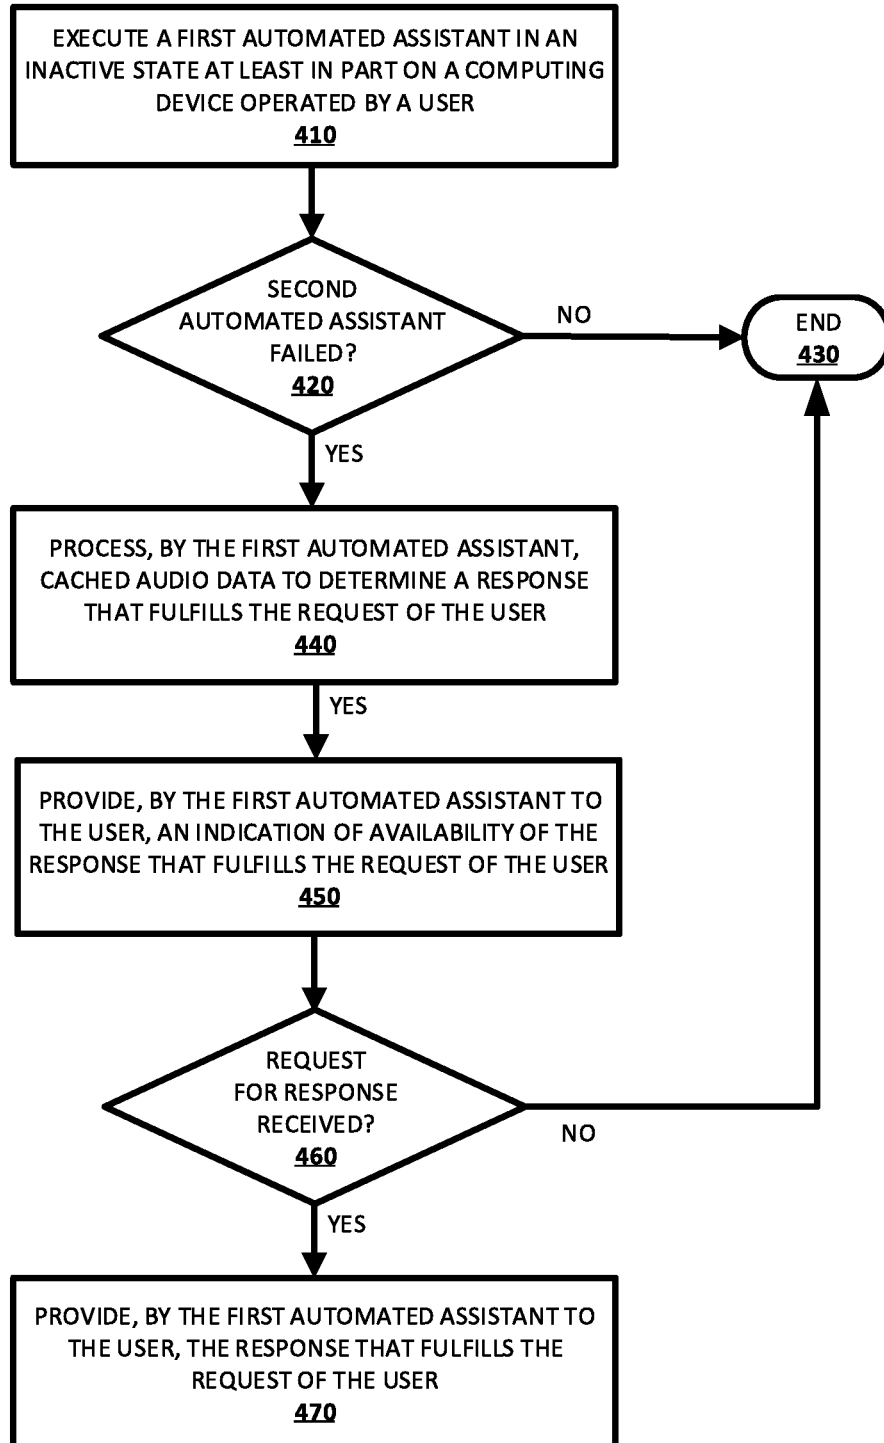 EXECUTE A FIRST AUTOMATED ASSISTANT IN AN
INACTIVE STATE AT LEAST IN PART ON A COMPUTING
DEVICE OPERATED BY A USER
410
SECOND
AUTOMATED ASSISTANT
FAILED?
420
NO
END
430
YES
PROCESS, BY THE FIRST AUTOMATED ASSISTANT,
CACHED AUDIO DATA TO DETERMINE A RESPONSE
THAT FULFILLS THE REQUEST OF THE USER
440
YES
PROVIDE, BY THE FIRST AUTOMATED ASSISTANT TO
THE USER, AN INDICATION OF AVAILABILITY OF THE
RESPONSE THAT FULFILLS THE REQUEST OF THE USER
450
REQUEST
FOR RESPONSE
RECEIVED?
460
NO
YES
PROVIDE, BY THE FIRST AUTOMATED ASSISTANT TO
THE USER, THE RESPONSE THAT FULFILLS THE
REQUEST OF THE USER
470